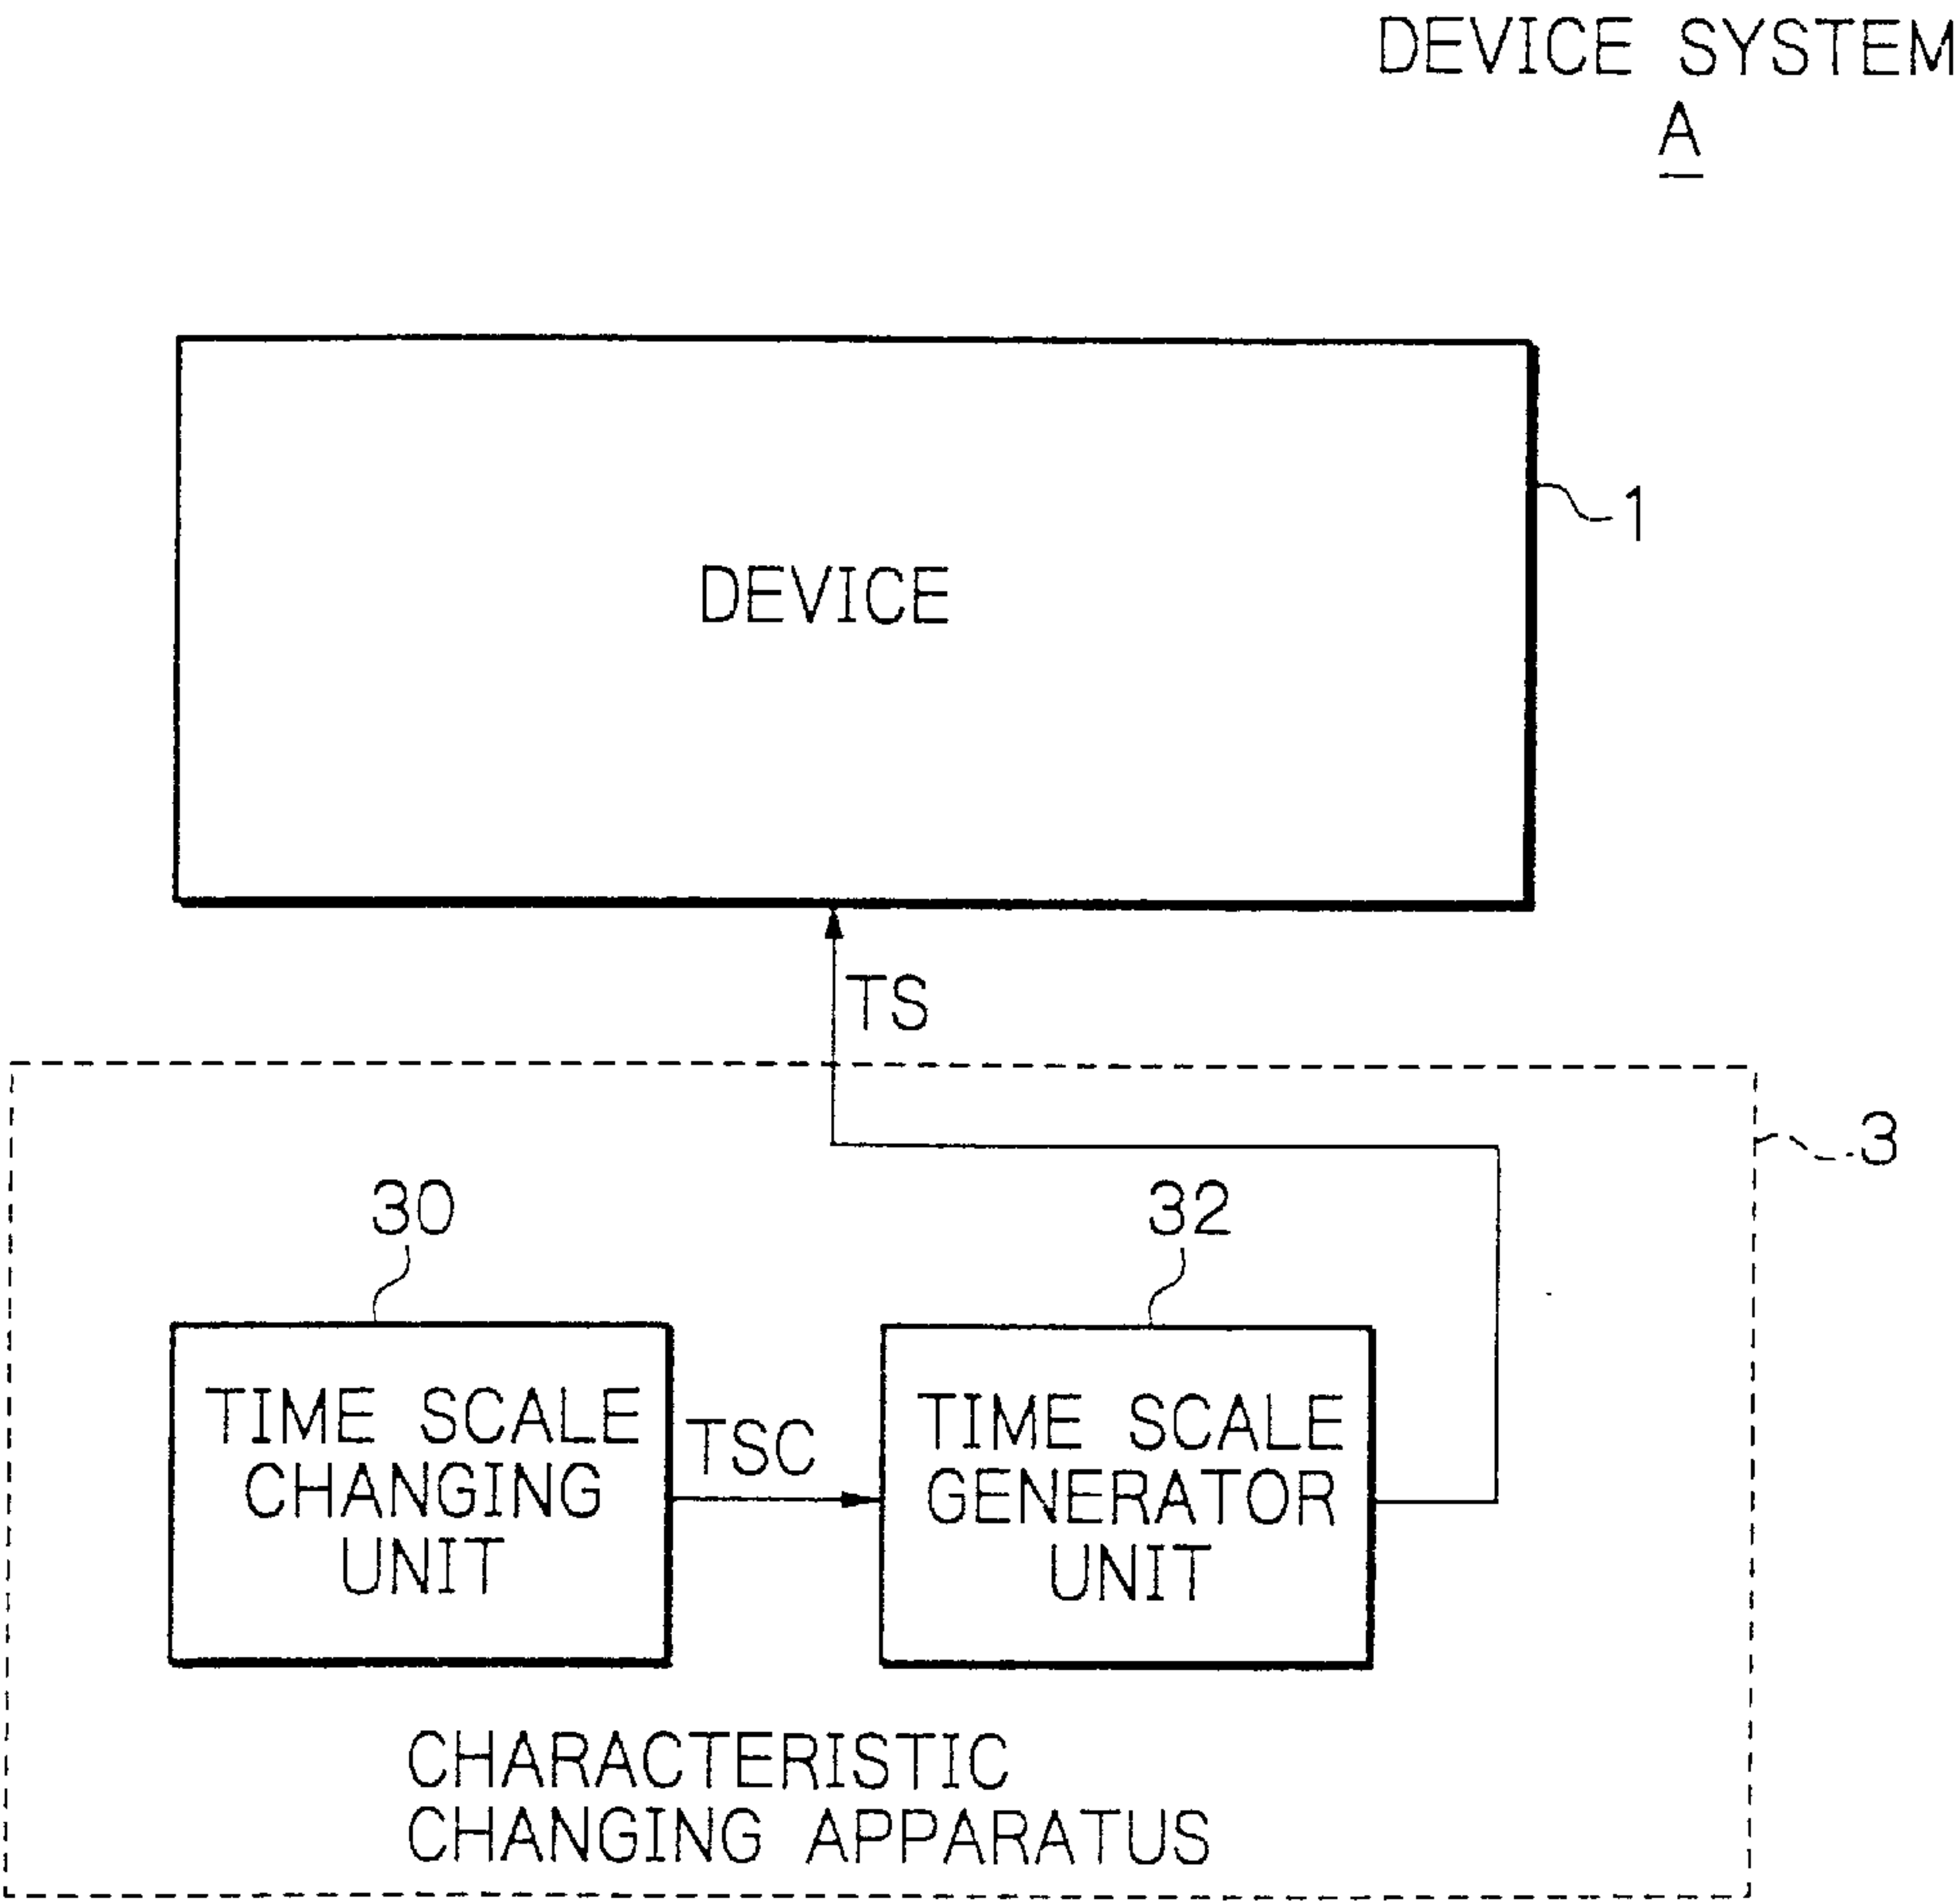 DEVICE SYSTEM
A
1
DEVICE
TS
3
30
32
TIME SCALE
CHANGING
UNIT
TSC
TIME SCALE
GENERATOR
UNIT
CHARACTERISTIC
CHANGING APPARATUS